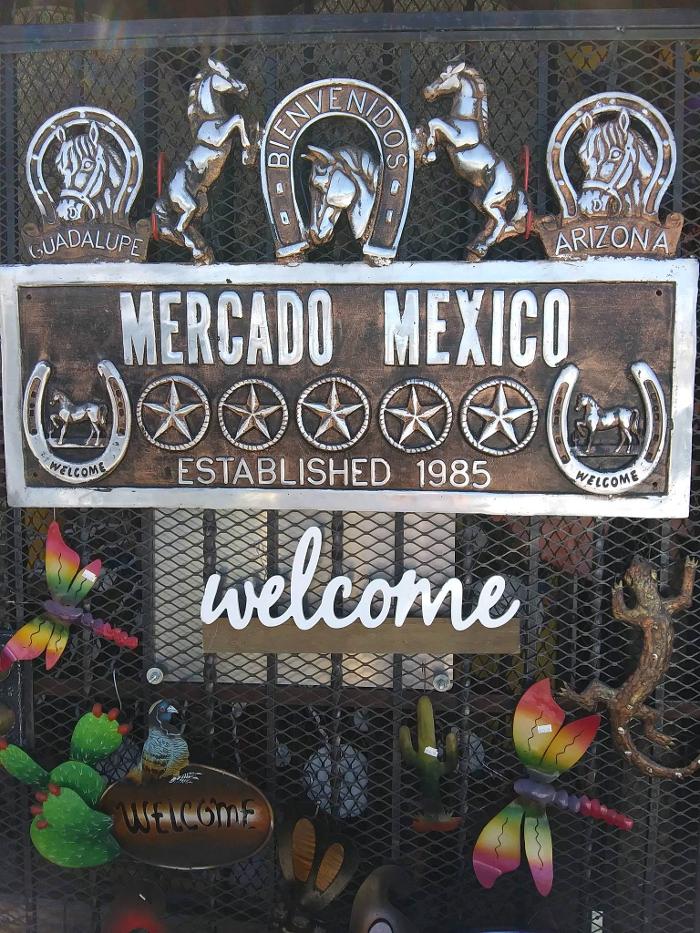 BIENVENIDOS
GUADALUPE
ARIZONA
MERCADO MEXICO
WELCOME
WELCOME
ESTABLISHED 1985
welcome
WELCOME